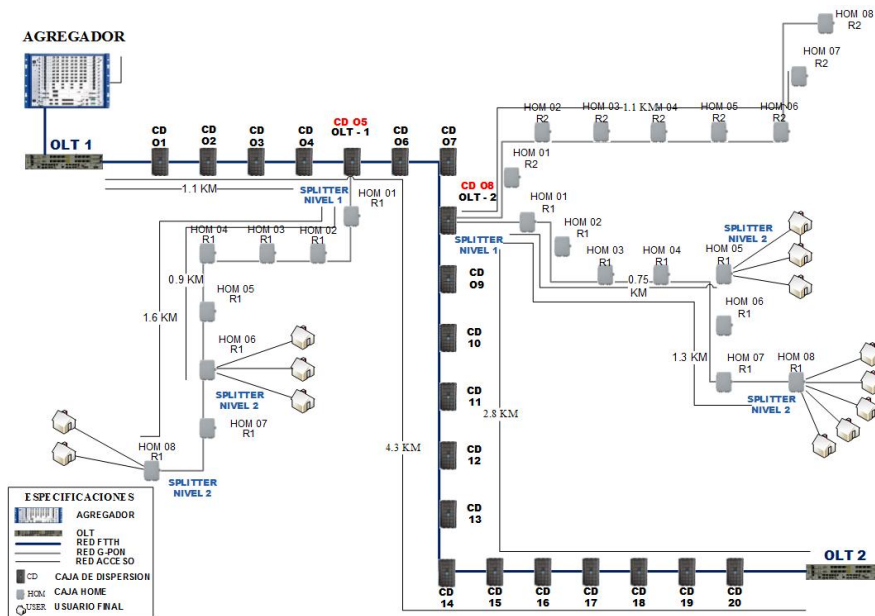 AGREGADOR
OLT 1
CD
O1
CD
O2
CD
O3
CD
O4
CD O5
OLT - 1
CD
O6
CD
O7
SPLITTER
NIVEL 1
1.1 KM
HOM 01
R1
HOM 02
R1
HOM 03
R1
HOM 04
R1
0.9 KM
HOM 05
R1
1.6 KM
HOM 06
R1
SPLITTER
NIVEL 2
HOM 07
R1
HOM 08
R1
SPLITTER
NIVEL 2
4.3 KM
HOM 08
R2
HOM 07
R2
HOM 02
R2
HOM 03
R2
1.1 KM
HOM 04
R2
HOM 05
R2
HOM 06
R2
HOM 01
R2
CD O8
OLT - 2
SPLITTER
NIVEL 1
HOM 01
R1
HOM 02
R1
HOM 03
R1
HOM 04
R1
HOM 05
R1
SPLITTER
NIVEL 2
0.75
KM
HOM 06
R1
1.3 KM
HOM 07
R1
HOM 08
R1
SPLITTER
NIVEL 2
2.8 KM
CD
O9
CD
10
CD
11
CD
12
CD
13
CD
14
CD
15
CD
16
CD
17
CD
18
CD
19
CD
20
OLT 2
ESPECIFICACIONES
AGREGADOR
OLT
RED FTTH
RED G-PON
RED ACCESO
CD CAJA DE DISPERSION
HOM CAJA HOME
USER USUARIO FINAL